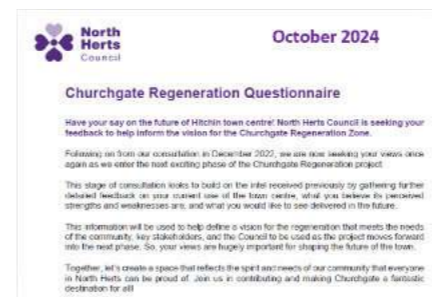 North
Herts
Council
October 2024
Churchgate Regeneration Questionnaire
Have your say on the future of Hitchin town centre! North Herts Council is seeking your
feedback to help inform the vision for the Churchgate Regeneration Zone.
Following on from our consultation in December 2022, we are now seeking your views once
again as we enter the next exciting phase of the Churchgate Regeneration project.
This stage of consultation looks to build on the intel received previously by gathering further
detailed feedback on your current use of the town centre, what you believe its perceived
strengths and weaknesses are, and what you would like to see delivered in the future.
This information will be used to help define a vision for the regeneration that meets the needs
of the community, key stakeholders, and the Council to be used as the project moves forward
into the next phase. So, your views are hugely important for shaping the future of the town.
Together, let's create a space that reflects the spirit and needs of our community that everyone
in North Herts can be proud of. Join us in contributing and making Churchgate a fantastic
destination for all!